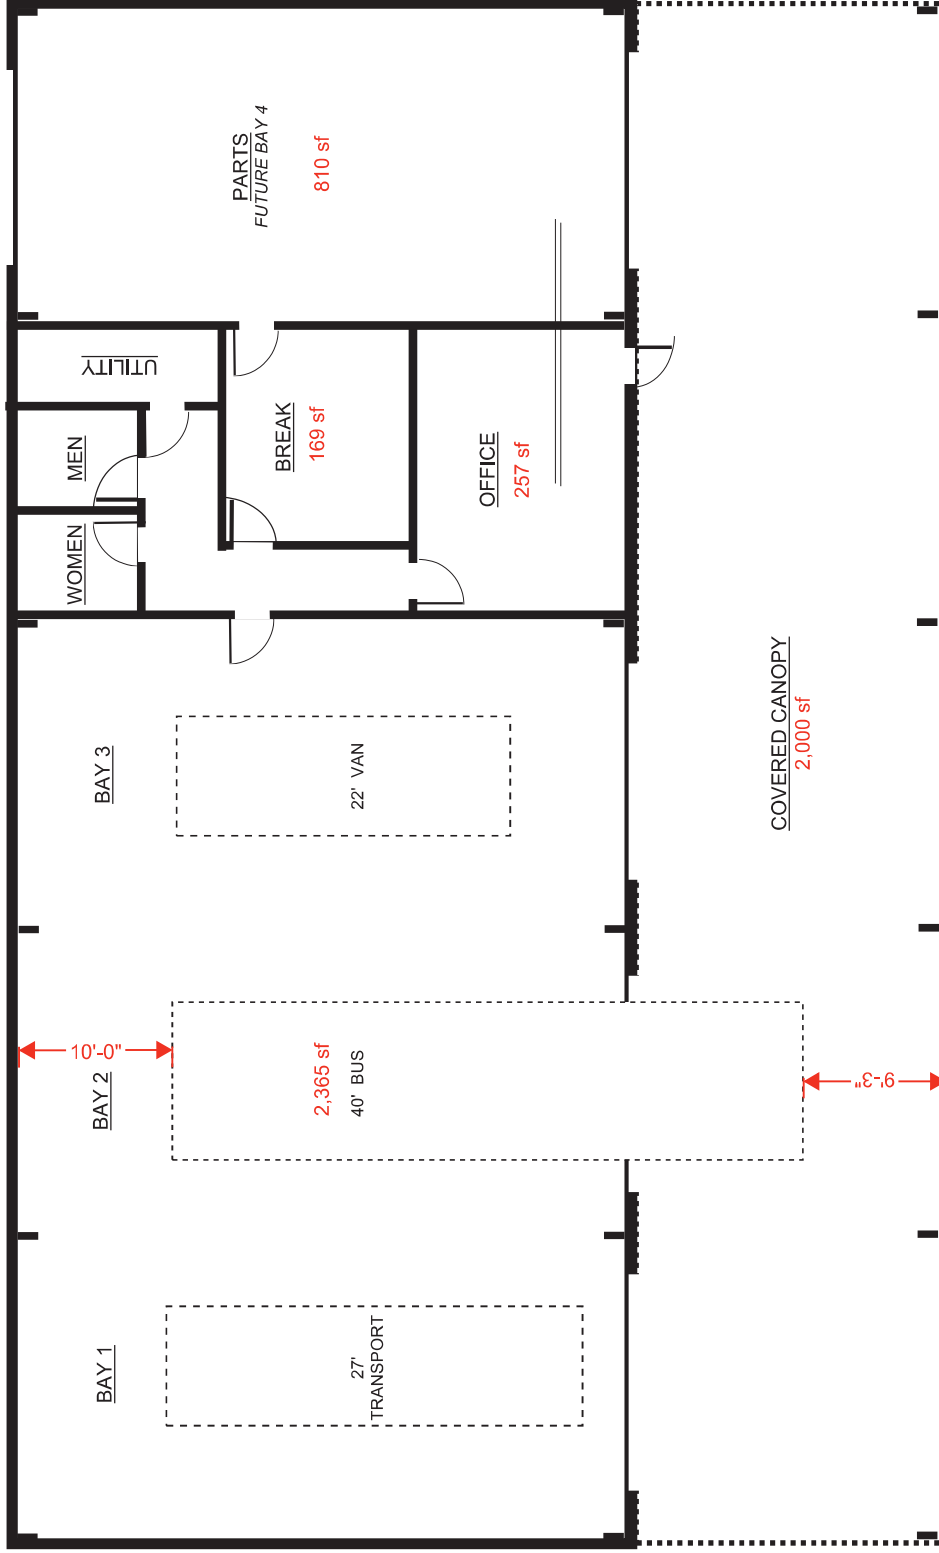 PARTS
FUTURE BAY 4
810 sf
UTILITY
MEN
WOMEN
BREAK
169 sf
OFFICE
257 sf
BAY 3
22' VAN
COVERED CANOPY
2,000 sf
BAY 2
10'-0"
2,365 sf
40' BUS
9'-3"
BAY 1
27'
TRANSPORT